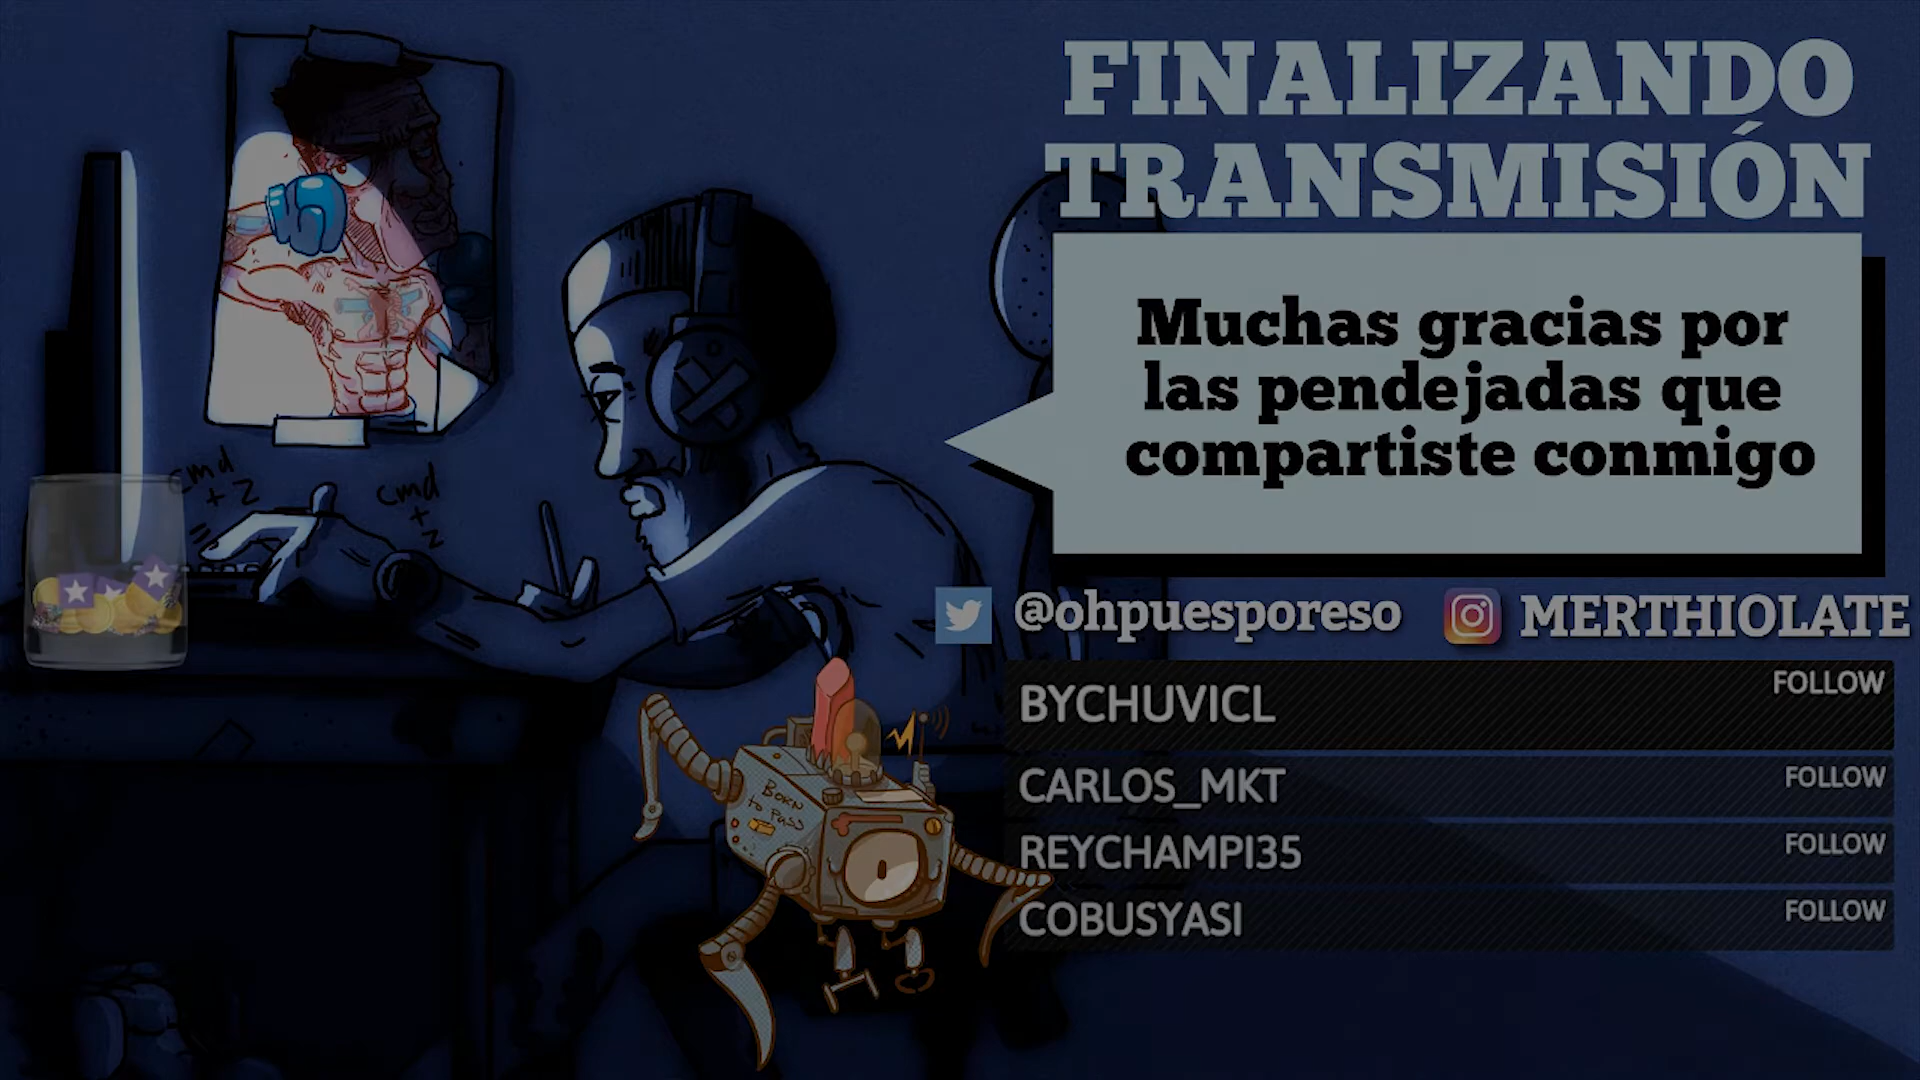 FINALIZANDO
TRANSMISIÓN
Muchas gracias por
las pendejadas que
compartiste conmigo
cmd
+ Z
cmd
+
Z
@ohpuesporeso
MERTHIOLATE
BYCHUVICL FOLLOW
CARLOS_MKT FOLLOW
REYCHAMPI35 FOLLOW
COBUSYASI FOLLOW
BORN
to PASS